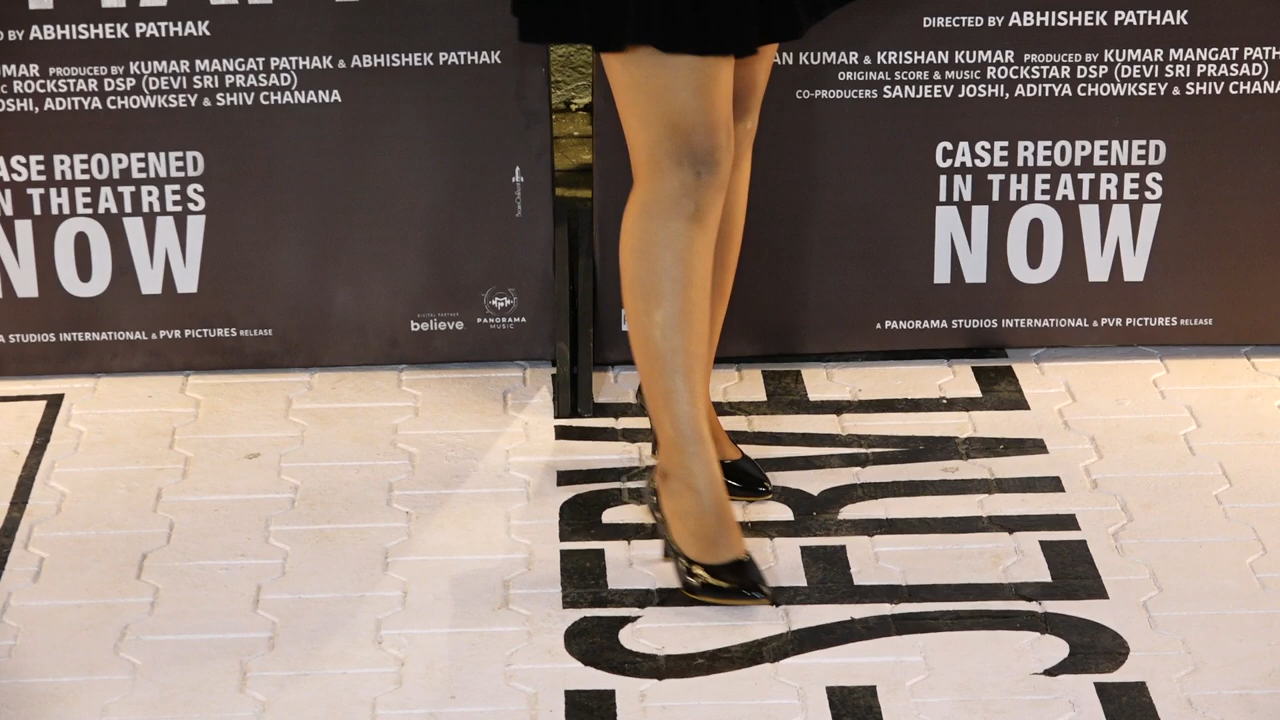 D BY ABHISHEK PATHAK
UMAR PRODUCED BY KUMAR MANGAT PATHAK & ABHISHEK PATHAK
C ROCKSTAR DSP (DEVI SRI PRASAD)
OSHI, ADITYA CHOWKSEY & SHIV CHANANA
ASE REOPENED
N THEATRES
NOW
DIGITAL PARTNER
believe.
PANORAMA
MUSIC
A STUDIOS INTERNATIONAL & PVR PICTURES RELEASE
DIRECTED BY ABHISHEK PATHAK
AN KUMAR & KRISHAN KUMAR PRODUCED BY KUMAR MANGAT PATH
ORIGINAL SCORE & MUSIC ROCKSTAR DSP (DEVI SRI PRASAD)
CO-PRODUCERS SANJEEV JOSHI, ADITYA CHOWKSEY & SHIV CHANA
CASE REOPENED
IN THEATRES
NOW
A PANORAMA STUDIOS INTERNATIONAL & PVR PICTURES RELEASE